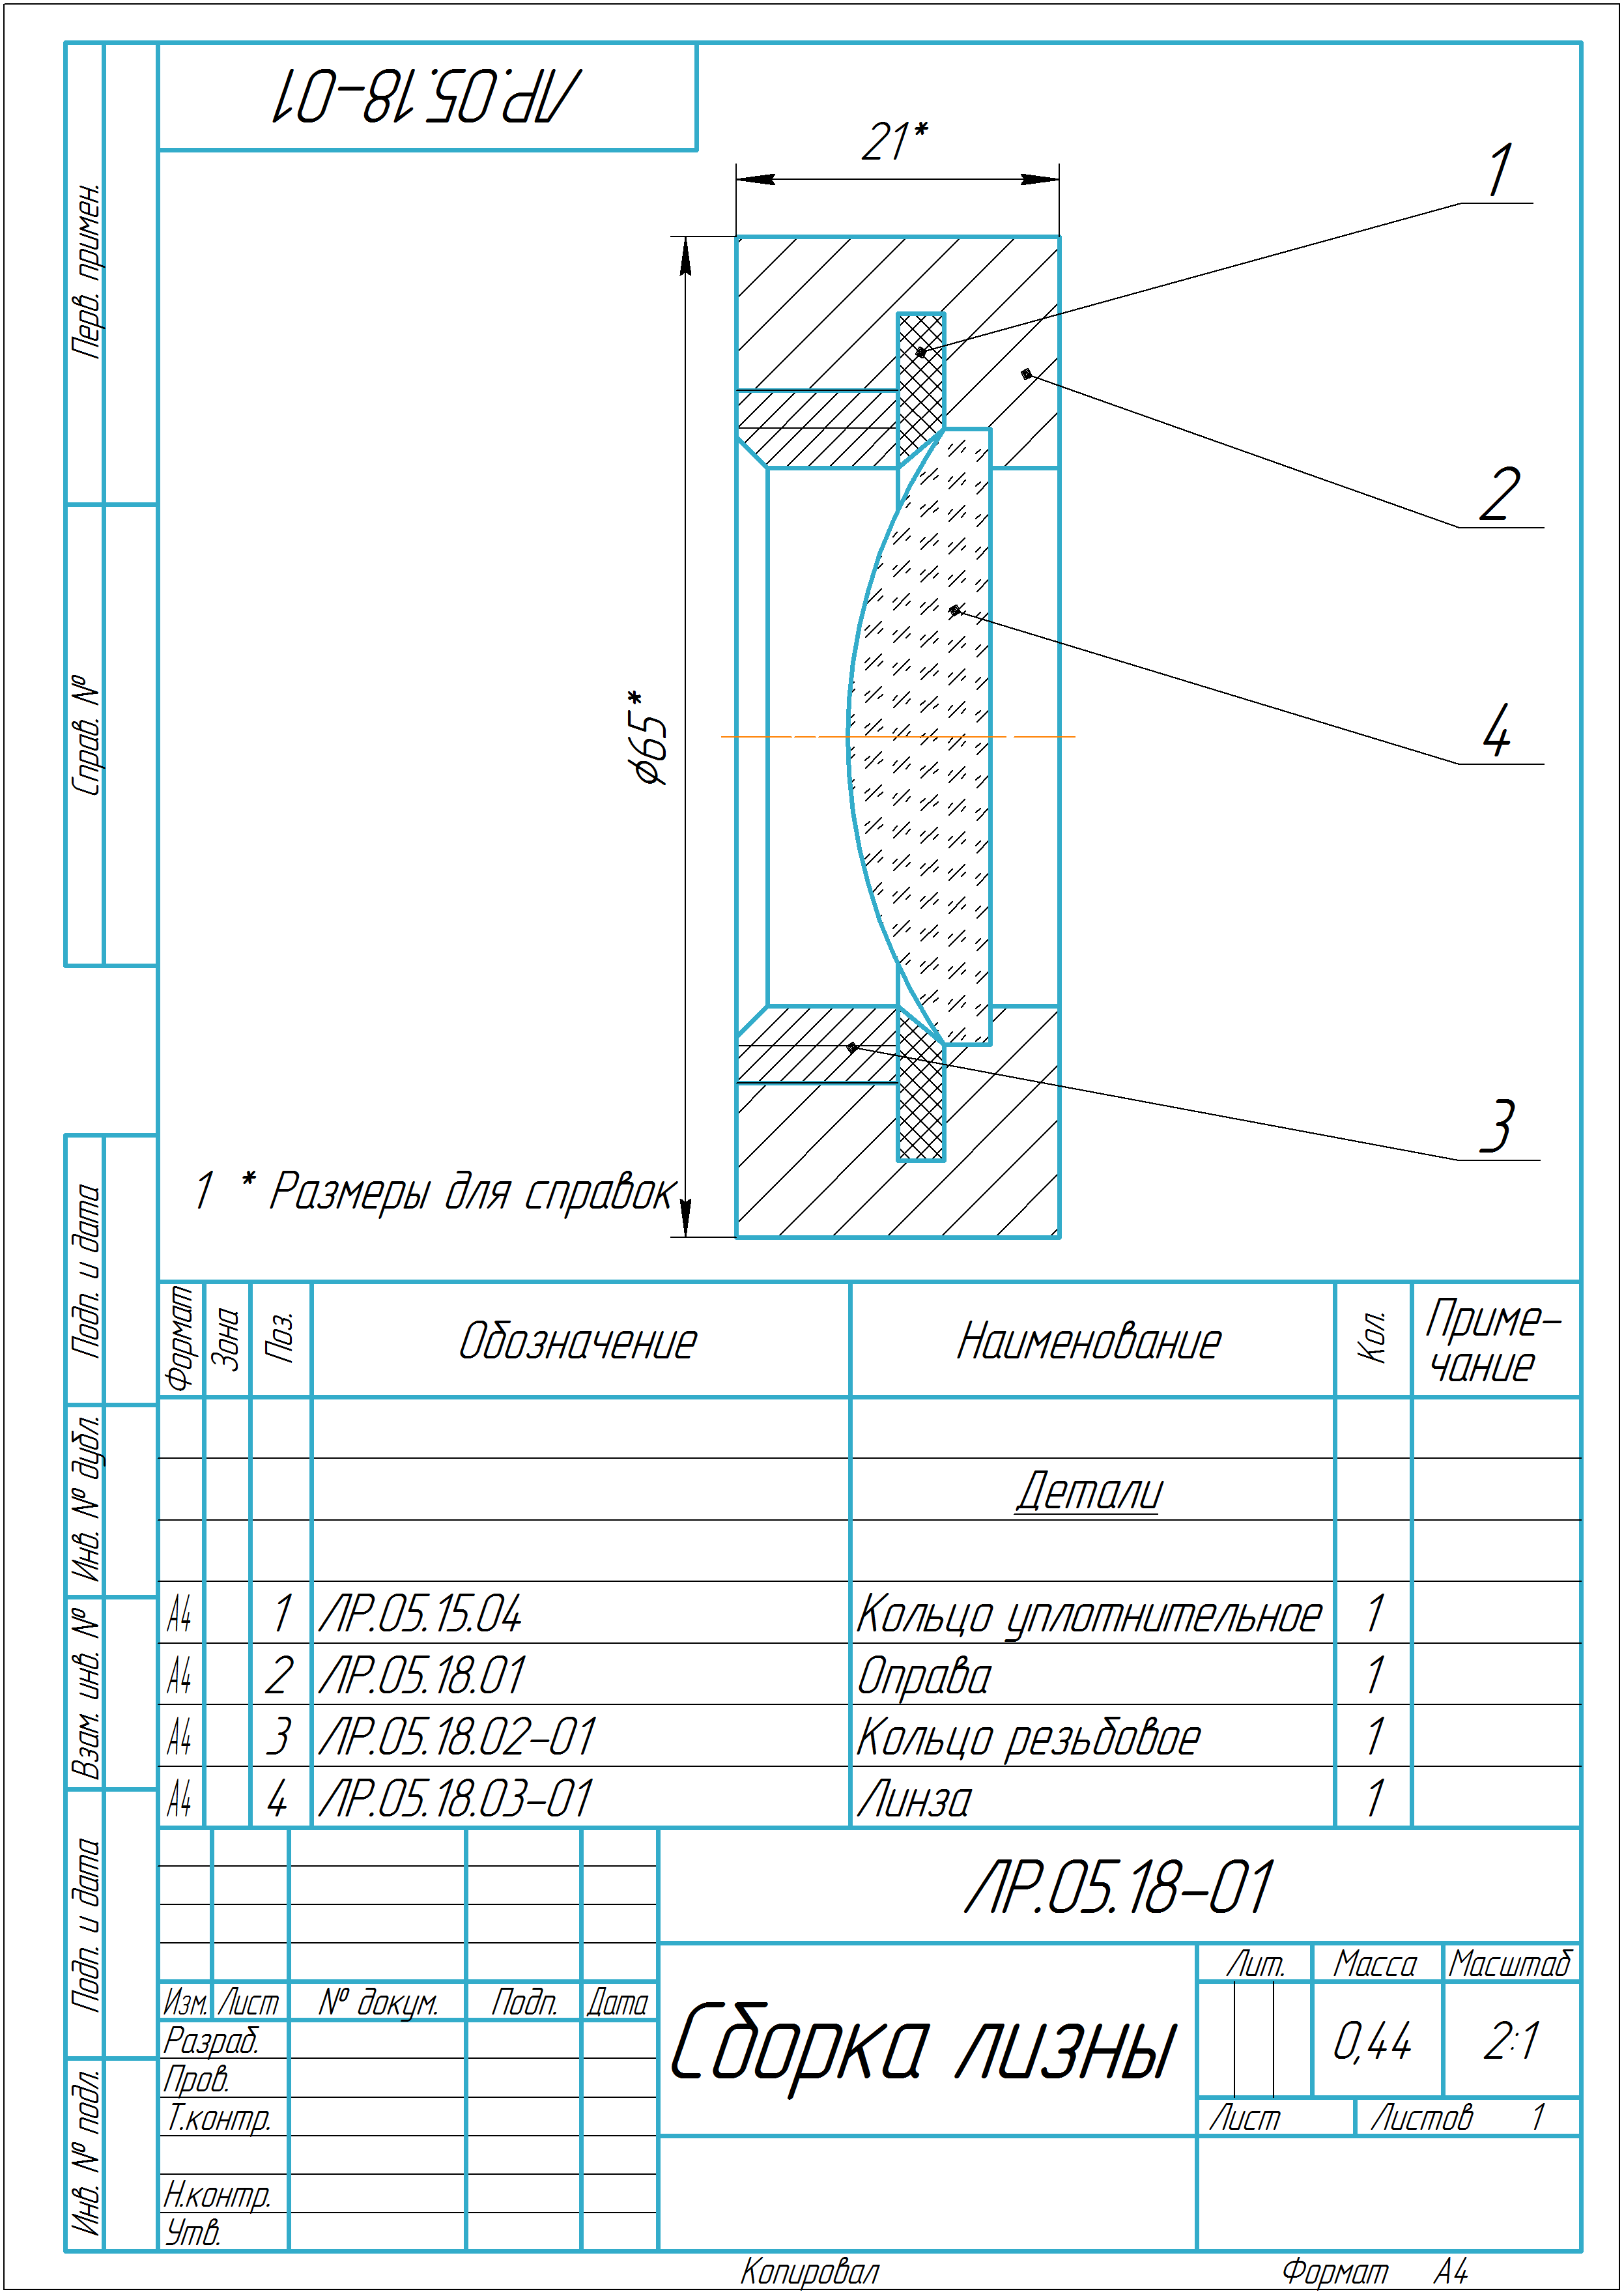 ЛР.05.18-01
21*
1
2
⌀65*
4
3
1 * Размеры для справок
Перв. примен.
Справ. №
Подп. и дата
Инв. № дубл.
Взам. инв. №
Подп. и дата
Инв. № подл.
Формат Зона Поз. Обозначение Наименование Кол. Приме-
чание
Детали
А4 1 ЛР.05.15.04 Кольцо уплотнительное 1
А4 2 ЛР.05.18.01 Оправа 1
А4 3 ЛР.05.18.02-01 Кольцо резьбовое 1
А4 4 ЛР.05.18.03-01 Линза 1
ЛР.05.18-01
Изм. Лист № докум. Подп. Дата
Разраб.
Пров.
Т.контр.
Н.контр.
Утв.
Сборка лизны
Лит. Масса Масштаб
0,44 2:1
Лист Листов 1
Копировал Формат А4